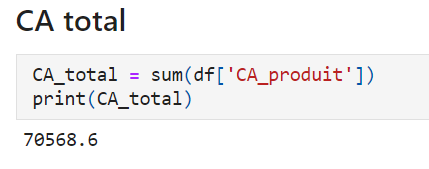 CA total
CA_total = sum(df['CA_produit'])
print(CA_total)
70568.6